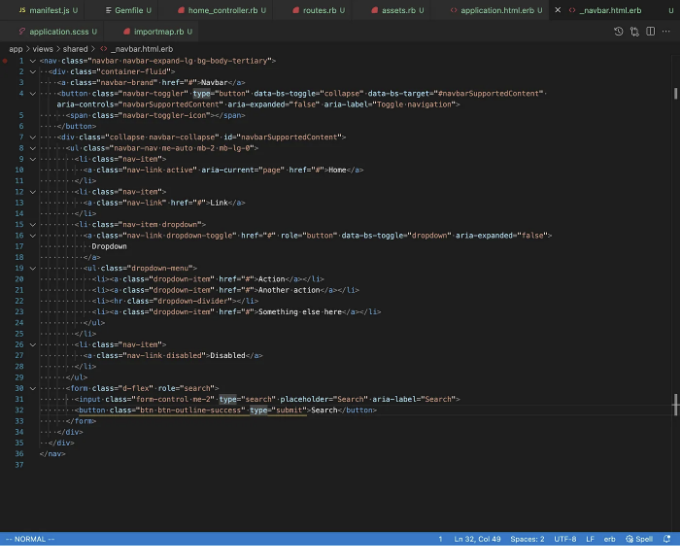 manifest.js U Gemfile U home_controller.rb U routes.rb U assets.rb U application.html.erb U _navbar.html.erb U
application.scss U importmap.rb U
app > views > shared > _navbar.html.erb
1 <nav class="navbar navbar-expand-lg bg-body-tertiary">
2 <div class="container-fluid">
3 <a class="navbar-brand" href="#">Navbar</a>
4 <button class="navbar-toggler" type="button" data-bs-toggle="collapse" data-bs-target="#navbarSupportedContent"
aria-controls="navbarSupportedContent" aria-expanded="false" aria-label="Toggle navigation">
5 <span class="navbar-toggler-icon"></span>
6 </button>
7 <div class="collapse navbar-collapse" id="navbarSupportedContent">
8 <ul class="navbar-nav me-auto mb-2 mb-lg-0">
9 <li class="nav-item">
10 <a class="nav-link active" aria-current="page" href="#">Home</a>
11 </li>
12 <li class="nav-item">
13 <a class="nav-link" href="#">Link</a>
14 </li>
15 <li class="nav-item dropdown">
16 <a class="nav-link dropdown-toggle" href="#" role="button" data-bs-toggle="dropdown" aria-expanded="false">
17 Dropdown
18 </a>
19 <ul class="dropdown-menu">
20 <li><a class="dropdown-item" href="#">Action</a></li>
21 <li><a class="dropdown-item" href="#">Another action</a></li>
22 <li><hr class="dropdown-divider"></li>
23 <li><a class="dropdown-item" href="#">Something else here</a></li>
24 </ul>
25 </li>
26 <li class="nav-item">
27 <a class="nav-link disabled">Disabled</a>
28 </li>
29 </ul>
30 <form class="d-flex" role="search">
31 <input class="form-control me-2" type="search" placeholder="Search" aria-label="Search">
32 <button class="btn btn-outline-success" type="submit">Search</button>
33 </form>
34 </div>
35 </div>
36 </nav>
37
-- NORMAL -- 1 Ln 32, Col 49 Spaces: 2 UTF-8 LF erb Spell